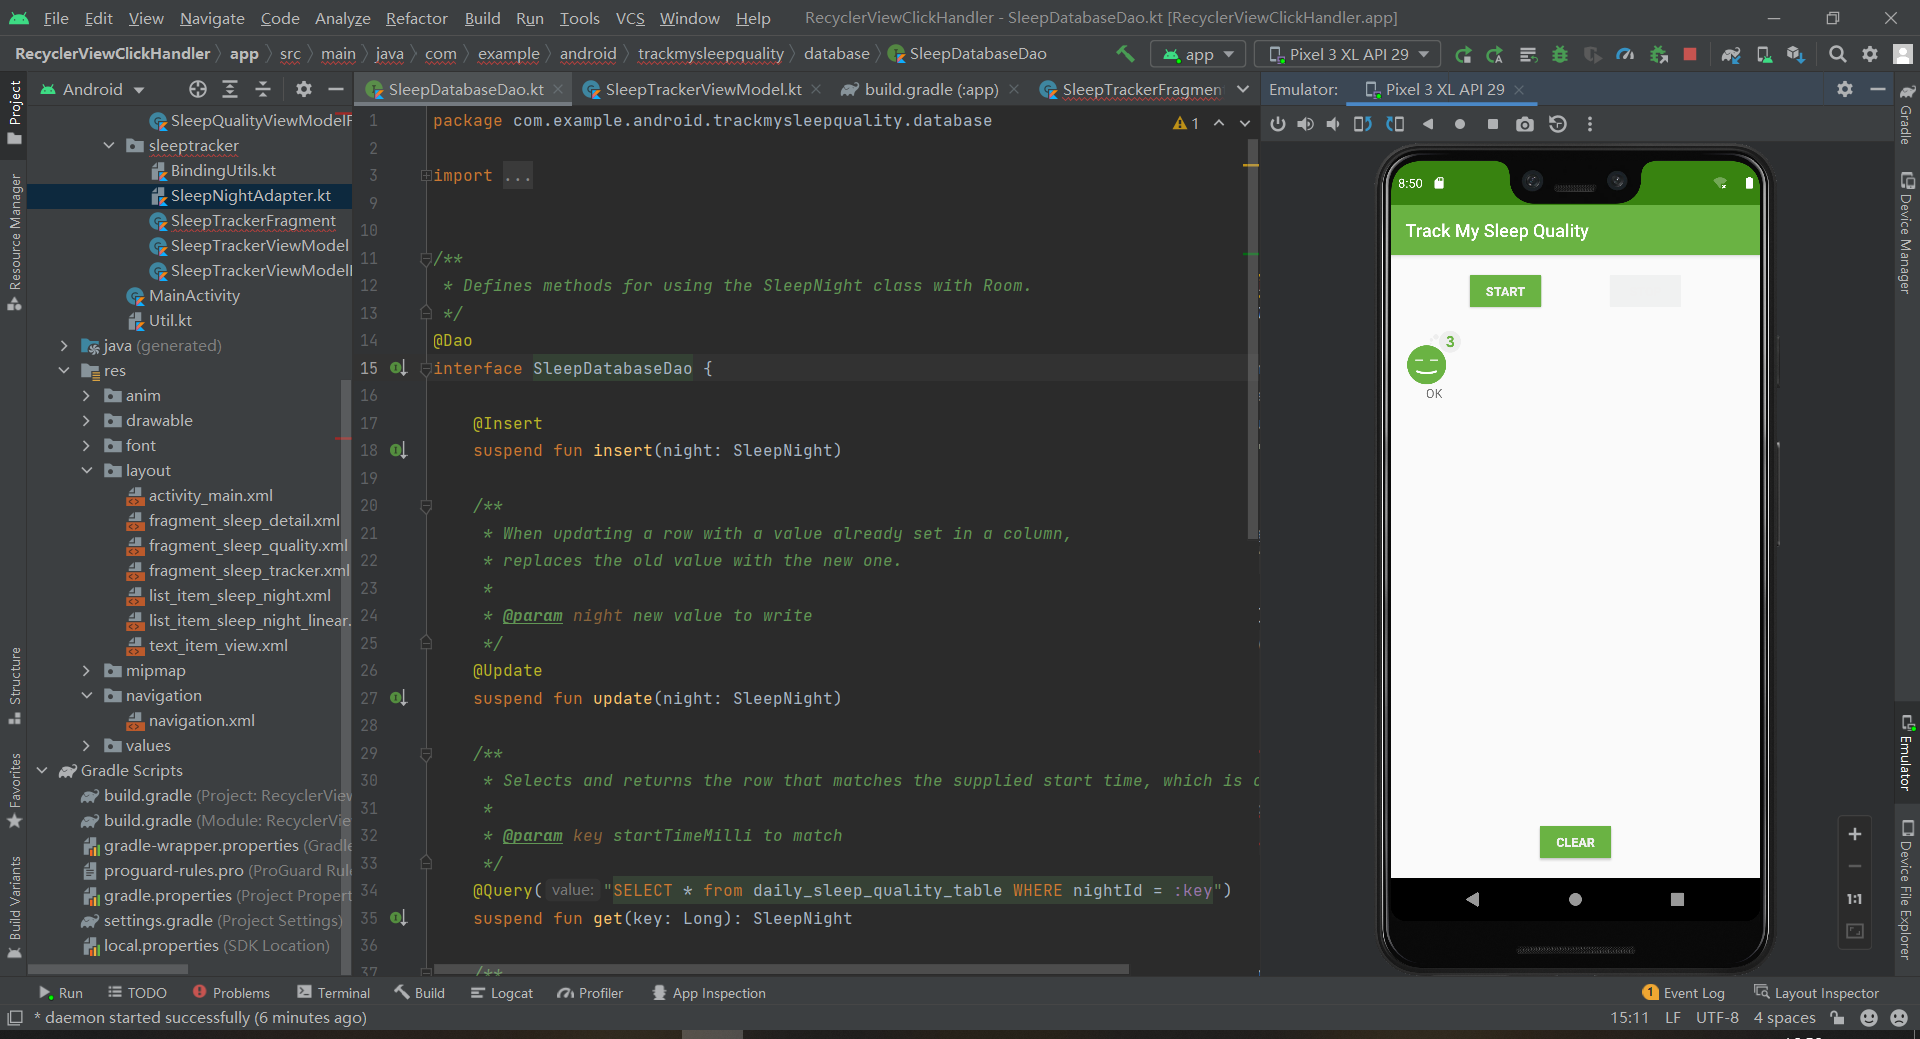 File Edit View Navigate Code Analyze Refactor Build Run Tools VCS Window Help RecyclerViewClickHandler - SleepDatabaseDao.kt [RecyclerViewClickHandler.app]
RecyclerViewClickHandler app src main java com example android trackmysleepquality database SleepDatabaseDao app Pixel 3 XL API 29
Project
Resource Manager
Structure
Favorites
Build Variants
Android
SleepQualityViewModelF
sleeptracker
BindingUtils.kt
SleepNightAdapter.kt
SleepTrackerFragment
SleepTrackerViewModel
SleepTrackerViewModel
MainActivity
Util.kt
java (generated)
res
anim
drawable
font
layout
activity_main.xml
fragment_sleep_detail.xml
fragment_sleep_quality.xml
fragment_sleep_tracker.xml
list_item_sleep_night.xml
list_item_sleep_night_linear.
text_item_view.xml
mipmap
navigation
navigation.xml
values
Gradle Scripts
build.gradle (Project: RecyclerView
build.gradle (Module: RecyclerVie
gradle-wrapper.properties (Gradle
proguard-rules.pro (ProGuard Rul
gradle.properties (Project Propert
settings.gradle (Project Settings)
local.properties (SDK Location)
SleepDatabaseDao.kt SleepTrackerViewModel.kt build.gradle (:app) SleepTrackerFragmen
1
1 package com.example.android.trackmysleepquality.database
2
3 import ...
9
10
11 /**
12 * Defines methods for using the SleepNight class with Room.
13 */
14 @Dao
15 interface SleepDatabaseDao {
16
17 @Insert
18 suspend fun insert(night: SleepNight)
19
20 /**
21 * When updating a row with a value already set in a column,
22 * replaces the old value with the new one.
23 *
24 * @param night new value to write
25 */
26 @Update
27 suspend fun update(night: SleepNight)
28
29 /**
30 * Selects and returns the row that matches the supplied start time, which is
31 *
32 * @param key startTimeMilli to match
33 */
34 @Query( value: "SELECT * from daily_sleep_quality_table WHERE nightId = :key")
35 suspend fun get(key: Long): SleepNight
36
37 /**
Emulator: Pixel 3 XL API 29
8:50
Track My Sleep Quality
START
3
OK
CLEAR
1:1
Gradle
Device Manager
Emulator
Device File Explorer
Run TODO Problems Terminal Build Logcat Profiler App Inspection 1 Event Log Layout Inspector
* daemon started successfully (6 minutes ago) 15:11 LF UTF-8 4 spaces